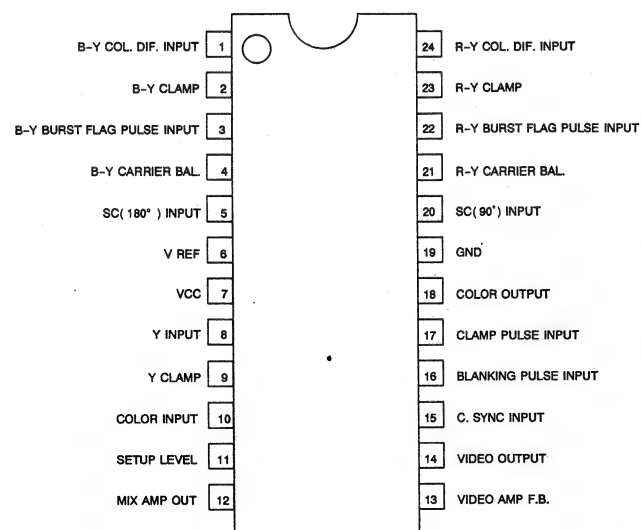 B-Y COL. DIF. INPUT 1 24 R-Y COL. DIF. INPUT
B-Y CLAMP 2 23 R-Y CLAMP
B-Y BURST FLAG PULSE INPUT 3 22 R-Y BURST FLAG PULSE INPUT
B-Y CARRIER BAL. 4 21 R-Y CARRIER BAL.
SC( 180° ) INPUT 5 20 SC( 90° ) INPUT
V REF 6 19 GND
VCC 7 18 COLOR OUTPUT
Y INPUT 8 17 CLAMP PULSE INPUT
Y CLAMP 9 16 BLANKING PULSE INPUT
COLOR INPUT 10 15 C. SYNC INPUT
SETUP LEVEL 11 14 VIDEO OUTPUT
MIX AMP OUT 12 13 VIDEO AMP F.B.